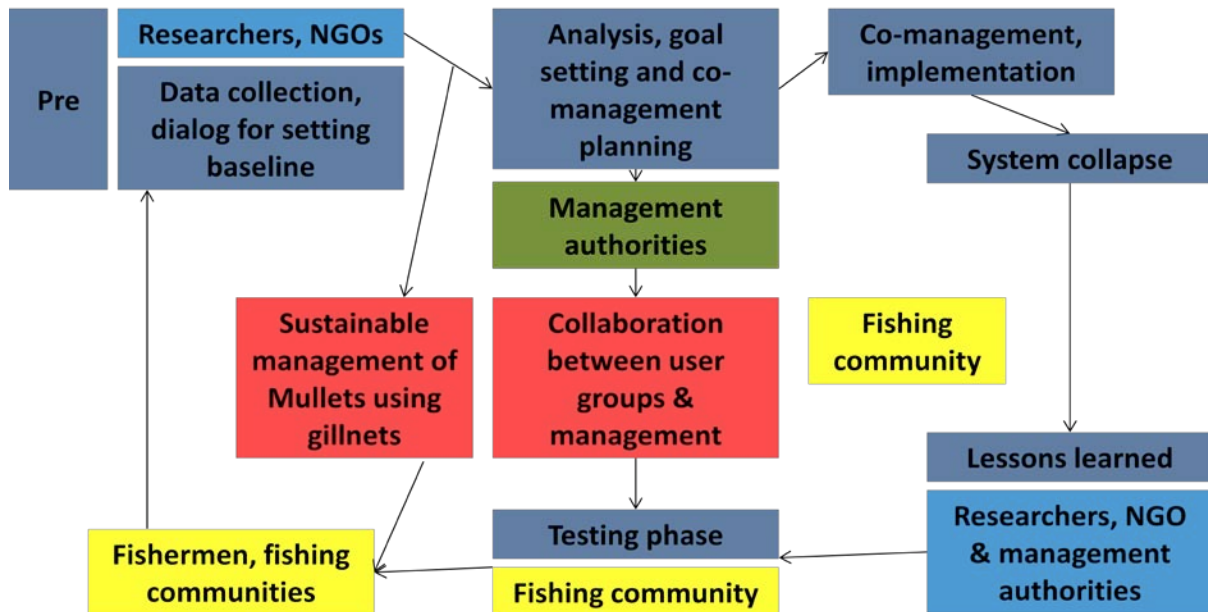 Pre
Researchers, NGOs
Data collection,
dialog for setting
baseline
Analysis, goal
setting and co-
management
planning
Co-management,
implementation
System collapse
Management
authorities
Sustainable
management of
Mullets using
gillnets
Collaboration
between user
groups &
management
Fishing
community
Lessons learned
Researchers, NGO
& management
authorities
Testing phase
Fishing community
Fishermen, fishing
communities